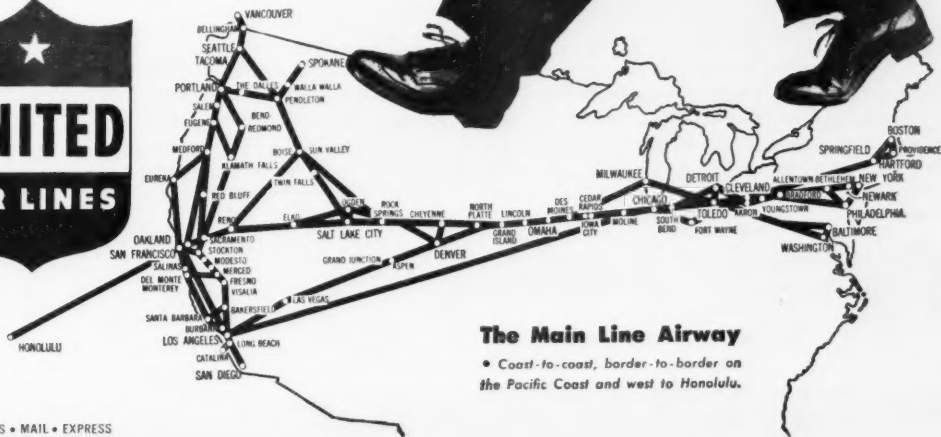 NITED
R LINES
VANCOUVER
BELLINGHAM
SEATTLE
TACOMA
SPOKANE
PORTLAND
THE DALLES
WALLA WALLA
PENDLETON
SALEM
BEND
EUGENE
REDMOND
MEDFORD
KLAMATH FALLS
BOISE
SUN VALLEY
TWIN FALLS
EUREKA
RED BLUFF
RENO
ELKO
OGDEN
ROCK
SPRINGS
CHEYENNE
SALT LAKE CITY
NORTH
PLATTE
GRAND
ISLAND
LINCOLN
OMAHA
DES
MOINES
CEDAR
RAPIDS
IOWA
CITY
MOLINE
MILWAUKEE
CHICAGO
SOUTH
BEND
DETROIT
TOLEDO
FORT WAYNE
CLEVELAND
AKRON
YOUNGSTOWN
BRADFORD
ALLENTOWN-BETHLEHEM
NEW
YORK
NEWARK
PHILADELPHIA
BALTIMORE
WASHINGTON
BOSTON
PROVIDENCE
SPRINGFIELD
HARTFORD
OAKLAND
SAN FRANCISCO
SACRAMENTO
STOCKTON
MODESTO
MERCED
FRESNO
VISALIA
SALINAS
DEL MONTE
MONTEREY
BAKERSFIELD
SANTA BARBARA
BURBANK
LOS ANGELES
LONG BEACH
CATALINA
SAN DIEGO
LAS VEGAS
GRAND JUNCTION
ASPEN
DENVER
HONOLULU
The Main Line Airway
• Coast-to-coast, border-to-border on
the Pacific Coast and west to Honolulu.
S • MAIL • EXPRESS